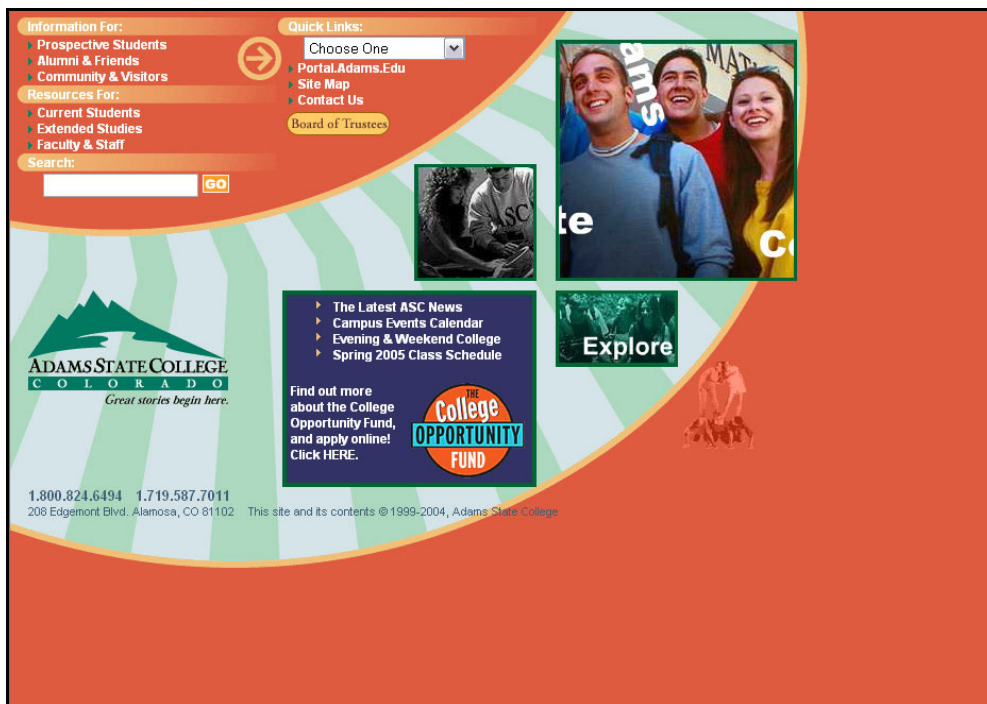 Information For:
Prospective Students
Alumni & Friends
Community & Visitors
Resources For:
Current Students
Extended Studies
Faculty & Staff
Search:
GO
Quick Links:
Choose One
Portal.Adams.Edu
Site Map
Contact Us
Board of Trustees
ams
MAT
te
Co
ASC
The Latest ASC News
Campus Events Calendar
Evening & Weekend College
Spring 2005 Class Schedule
Find out more
about the College
Opportunity Fund,
and apply online!
Click HERE.
THE
College
OPPORTUNITY
FUND
Explore
ADAMS STATE COLLEGE
COLORADO
Great stories begin here.
1.800.824.6494 1.719.587.7011
208 Edgemont Blvd. Alamosa, CO 81102 This site and its contents © 1999-2004, Adams State College